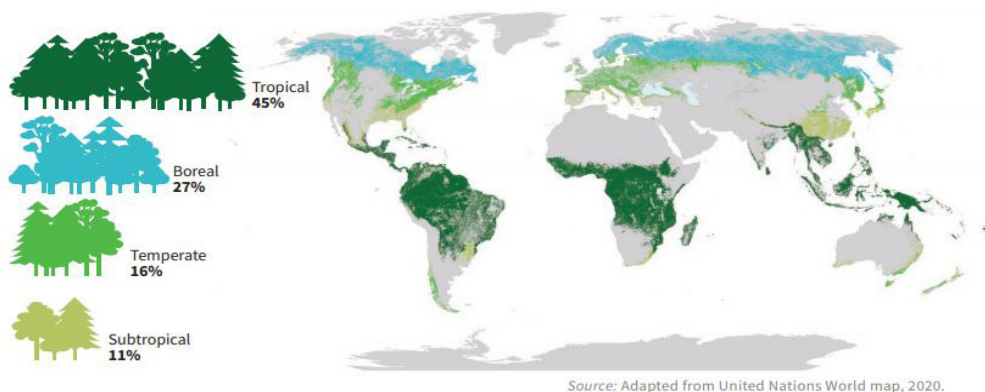 Tropical
45%
Boreal
27%
Temperate
16%
Subtropical
11%
Source: Adapted from United Nations World map, 2020.